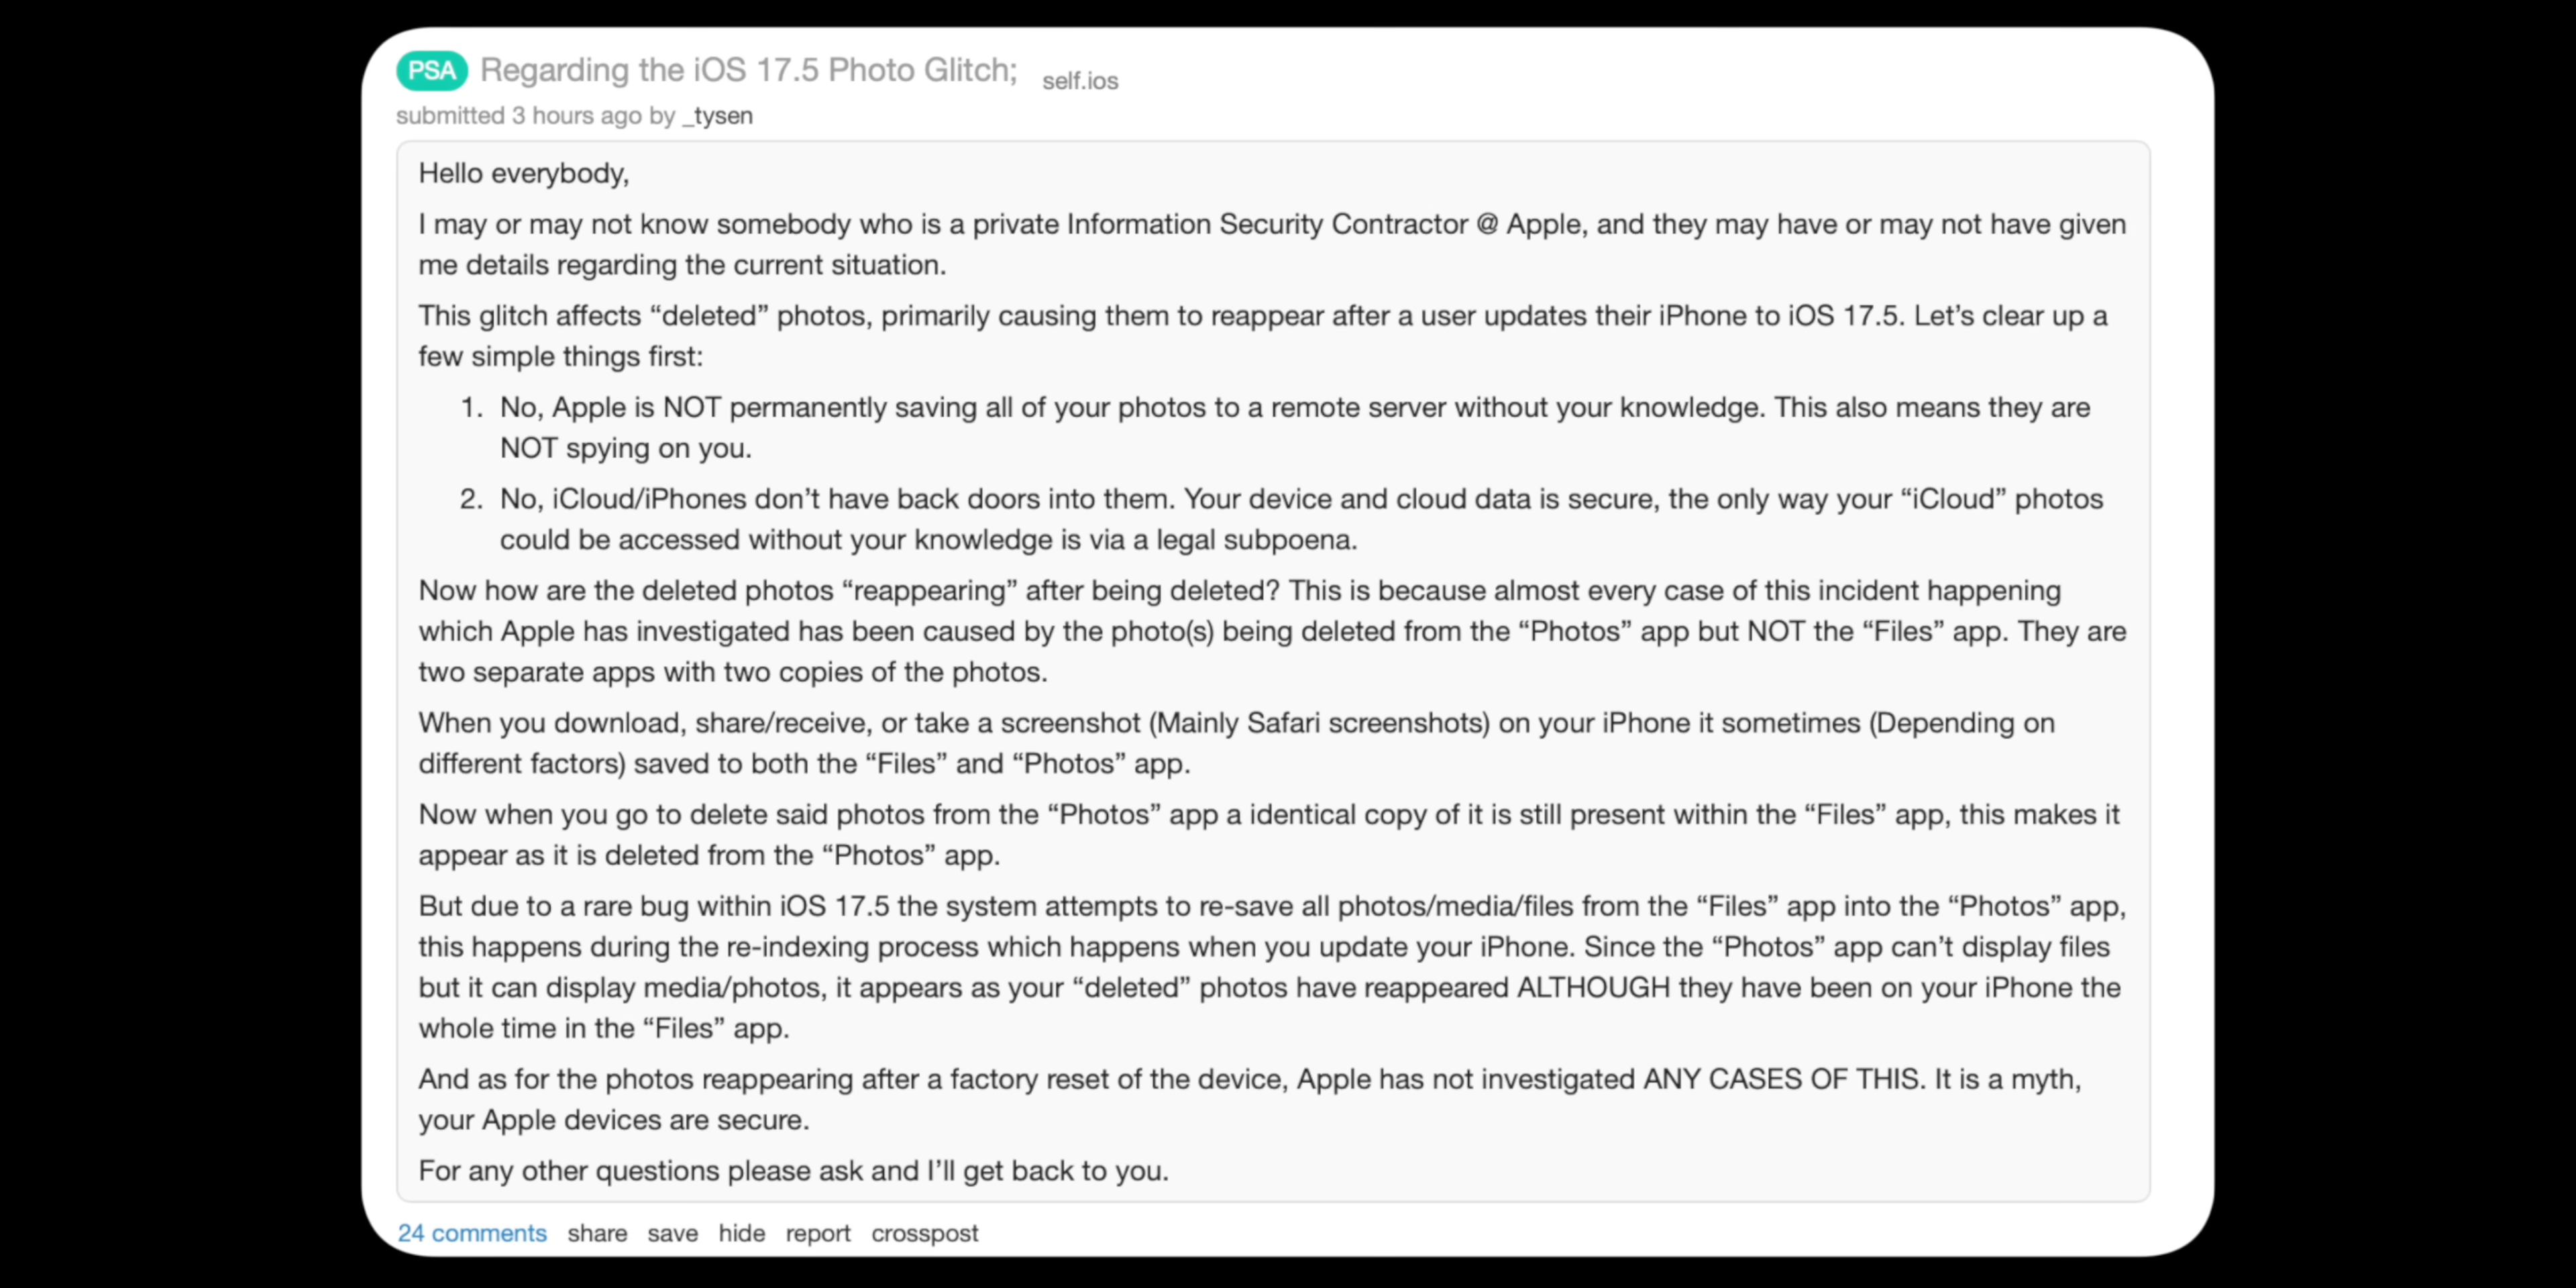 PSA Regarding the iOS 17.5 Photo Glitch; self.ios
submitted 3 hours ago by _tysen
Hello everybody,
I may or may not know somebody who is a private Information Security Contractor @ Apple, and they may have or may not have given
me details regarding the current situation.
This glitch affects “deleted” photos, primarily causing them to reappear after a user updates their iPhone to iOS 17.5. Let’s clear up a
few simple things first:
1. No, Apple is NOT permanently saving all of your photos to a remote server without your knowledge. This also means they are
NOT spying on you.
2. No, iCloud/iPhones don’t have back doors into them. Your device and cloud data is secure, the only way your “iCloud” photos
could be accessed without your knowledge is via a legal subpoena.
Now how are the deleted photos “reappearing” after being deleted? This is because almost every case of this incident happening
which Apple has investigated has been caused by the photo(s) being deleted from the “Photos” app but NOT the “Files” app. They are
two separate apps with two copies of the photos.
When you download, share/receive, or take a screenshot (Mainly Safari screenshots) on your iPhone it sometimes (Depending on
different factors) saved to both the “Files” and “Photos” app.
Now when you go to delete said photos from the “Photos” app a identical copy of it is still present within the “Files” app, this makes it
appear as it is deleted from the “Photos” app.
But due to a rare bug within iOS 17.5 the system attempts to re-save all photos/media/files from the “Files” app into the “Photos” app,
this happens during the re-indexing process which happens when you update your iPhone. Since the “Photos” app can’t display files
but it can display media/photos, it appears as your “deleted” photos have reappeared ALTHOUGH they have been on your iPhone the
whole time in the “Files” app.
And as for the photos reappearing after a factory reset of the device, Apple has not investigated ANY CASES OF THIS. It is a myth,
your Apple devices are secure.
For any other questions please ask and I’ll get back to you.
24 comments share save hide report crosspost